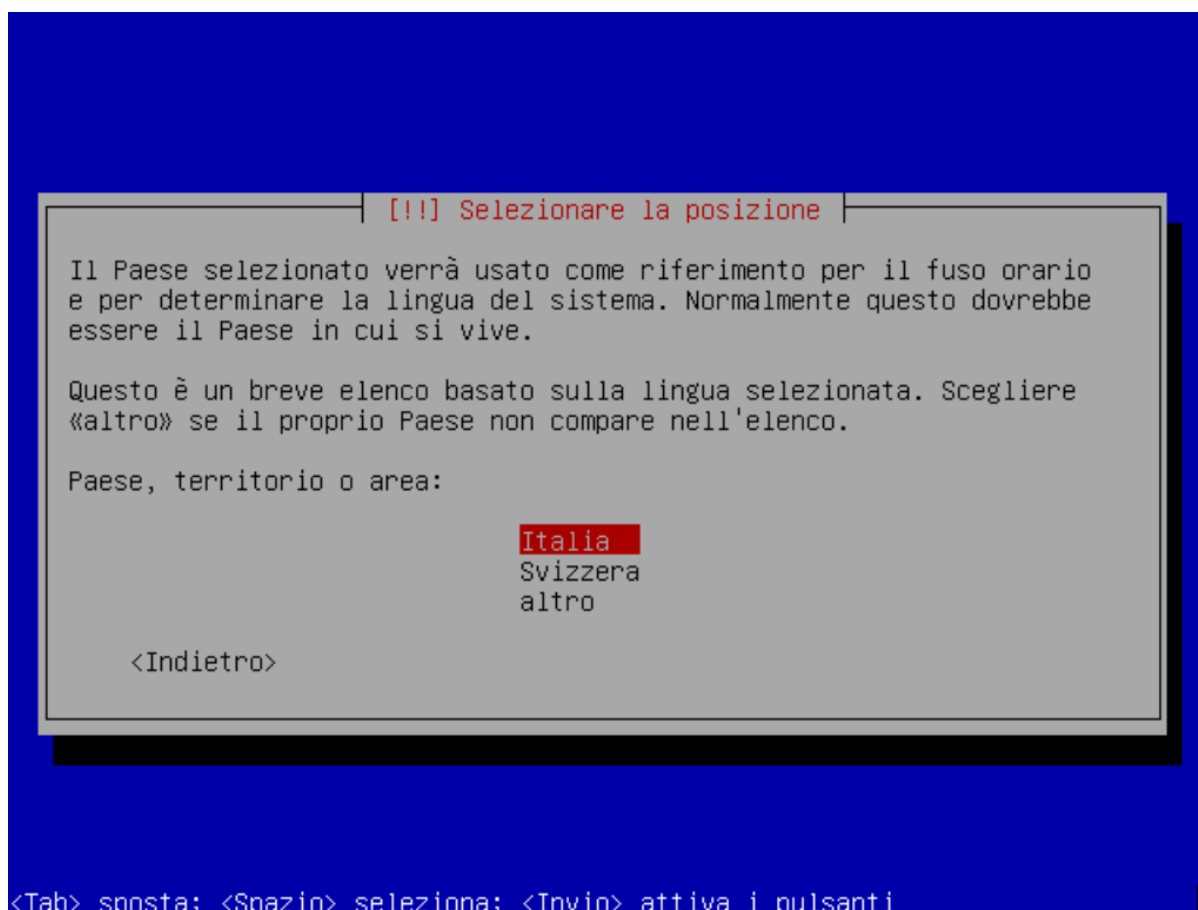 [!!] Selezionare la posizione
Il Paese selezionato verrà usato come riferimento per il fuso orario
e per determinare la lingua del sistema. Normalmente questo dovrebbe
essere il Paese in cui si vive.
Questo è un breve elenco basato sulla lingua selezionata. Scegliere
«altro» se il proprio Paese non compare nell'elenco.
Paese, territorio o area:
Italia
Svizzera
altro
<Indietro>
<Tab> sposta; <Spazio> seleziona; <Invio> attiva i pulsanti